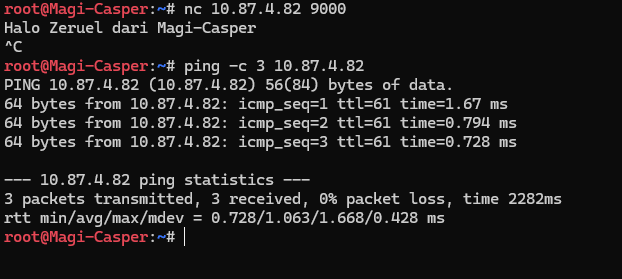 root@Magi-Casper:~# nc 10.87.4.82 9000
Halo Zeruel dari Magi-Casper
^C
root@Magi-Casper:~# ping -c 3 10.87.4.82
PING 10.87.4.82 (10.87.4.82) 56(84) bytes of data.
64 bytes from 10.87.4.82: icmp_seq=1 ttl=61 time=1.67 ms
64 bytes from 10.87.4.82: icmp_seq=2 ttl=61 time=0.794 ms
64 bytes from 10.87.4.82: icmp_seq=3 ttl=61 time=0.728 ms

--- 10.87.4.82 ping statistics ---
3 packets transmitted, 3 received, 0% packet loss, time 2282ms
rtt min/avg/max/mdev = 0.728/1.063/1.668/0.428 ms
root@Magi-Casper:~#